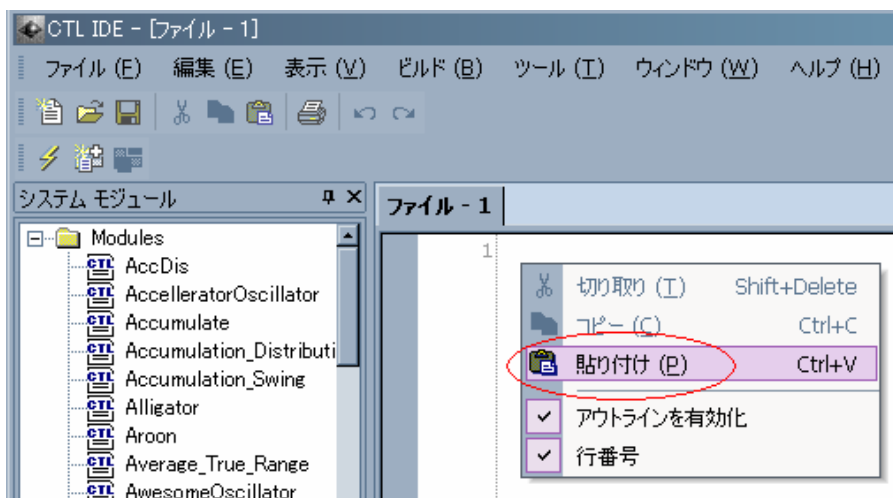 CTL IDE - [ファイル - 1]
ファイル (F) 編集 (E) 表示 (V) ビルド (B) ツール (T) ウィンドウ (W) ヘルプ (H)
システム モジュール
Modules
AccDis
AccelleratorOscillator
Accumulate
Accumulation_Distributi
Accumulation_Swing
Alligator
Aroon
Average_True_Range
AwesomeOscillator
ファイル - 1
1
切り取り (T) Shift+Delete
コピー (C) Ctrl+C
貼り付け (P) Ctrl+V
アウトラインを有効化
行番号